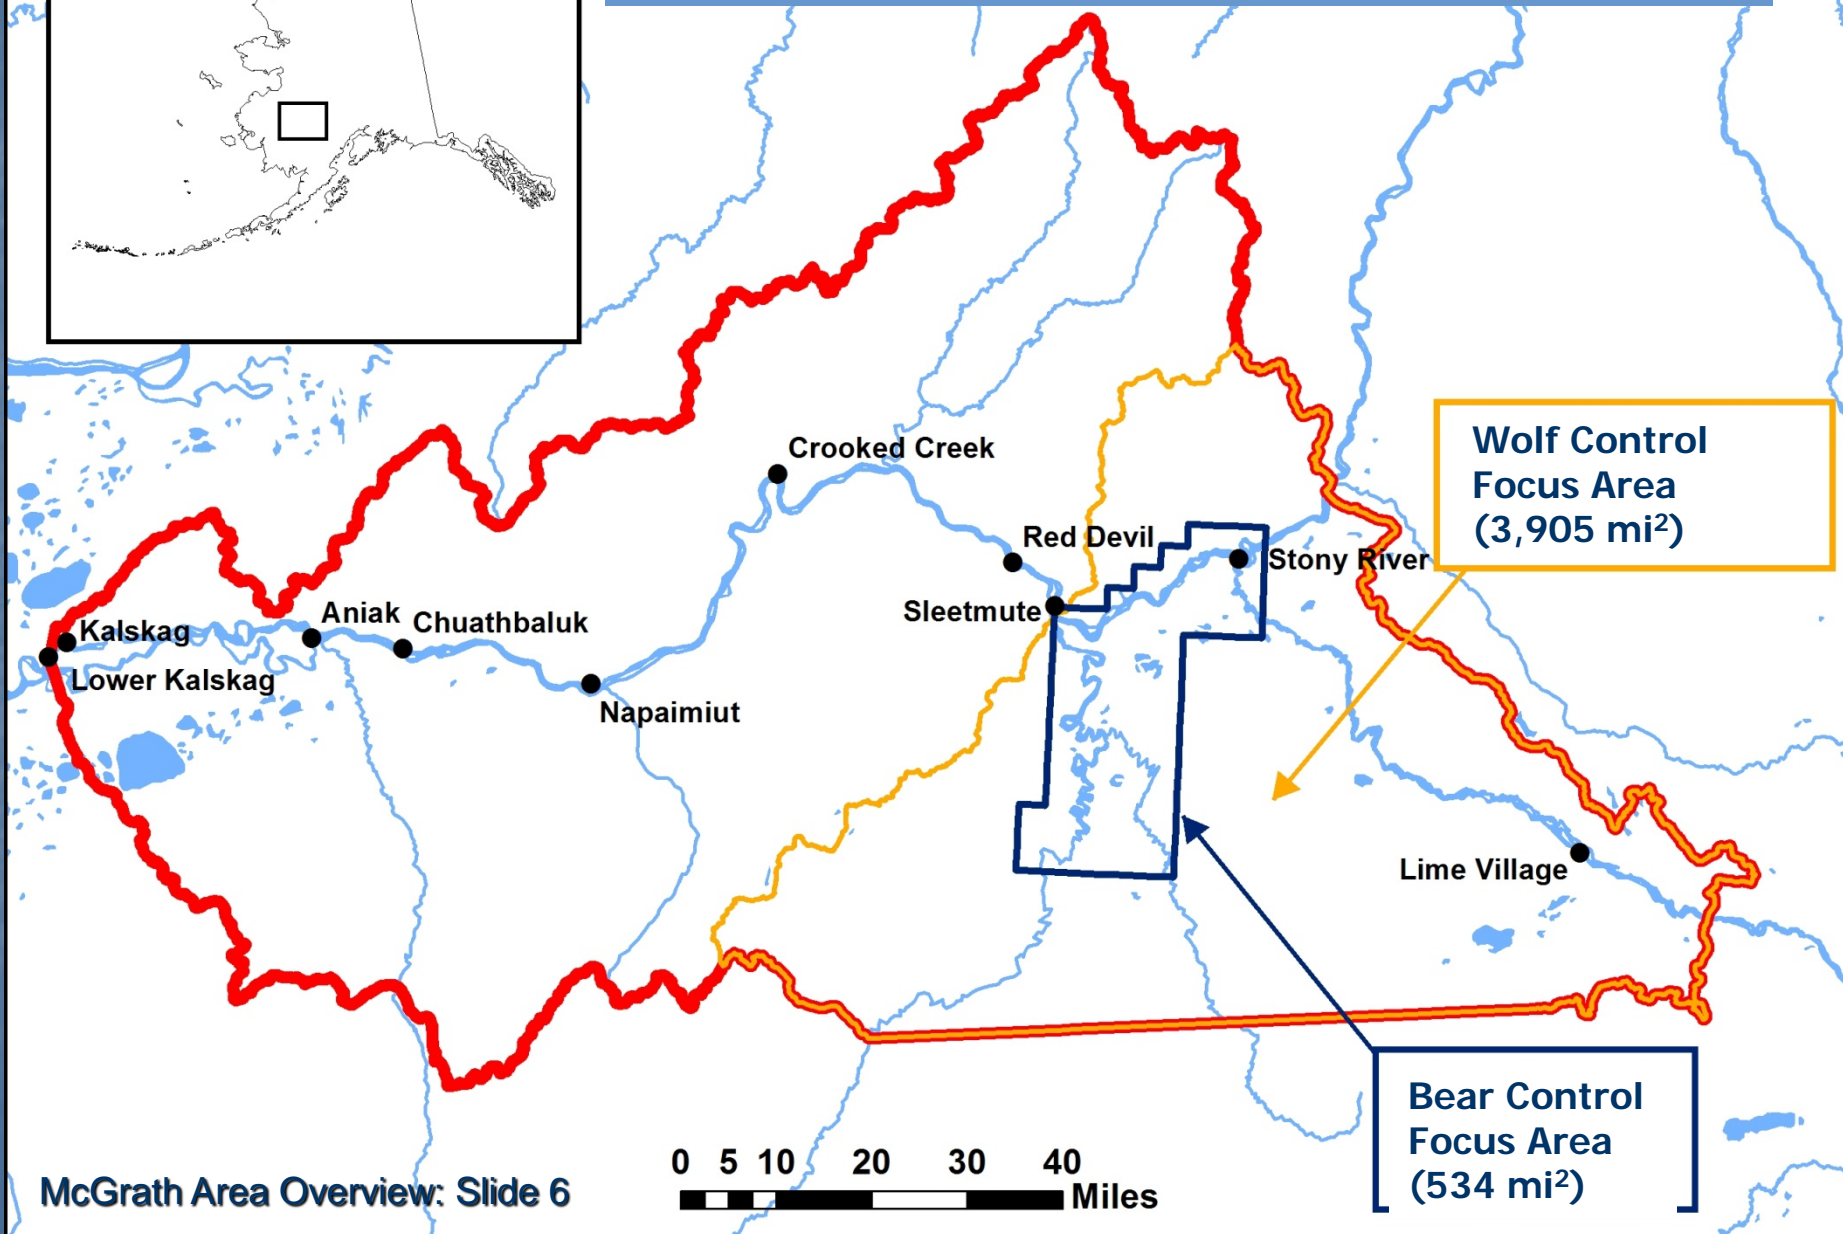 Crooked Creek
Wolf Control
Focus Area
(3,905 mi²)
Red Devil
Stony River
Sleetmute
Aniak
Chuathbaluk
Kalskag
Lower Kalskag
Napaimiut
Lime Village
Bear Control
Focus Area
(534 mi²)
0 5 10 20 30 40
Miles
McGrath Area Overview: Slide 6